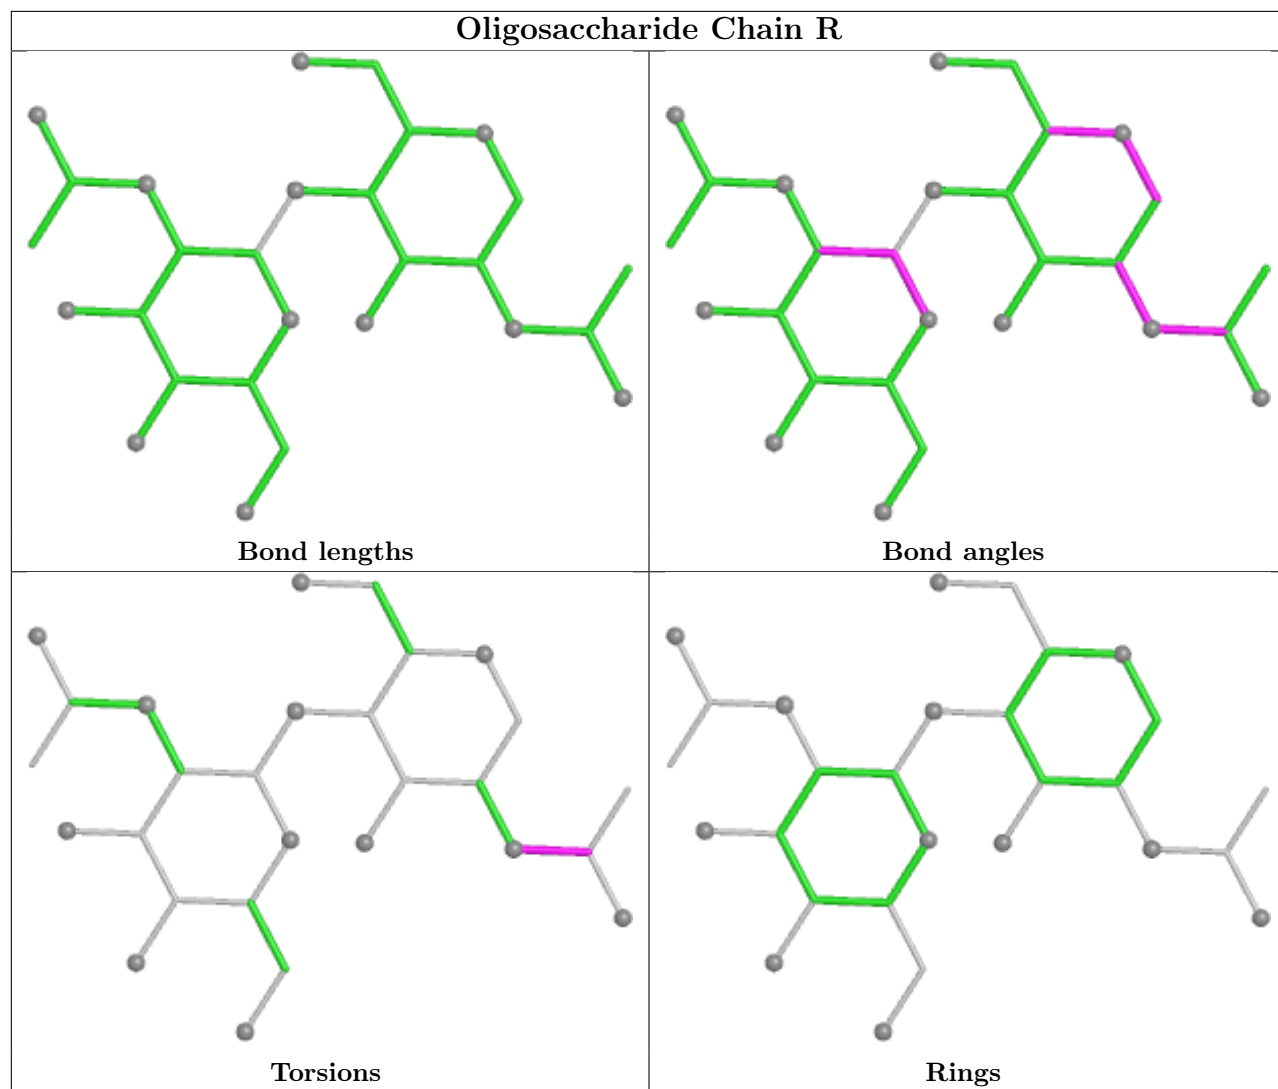 Oligosaccharide Chain R
Bond lengths
Bond angles
Torsions
Rings